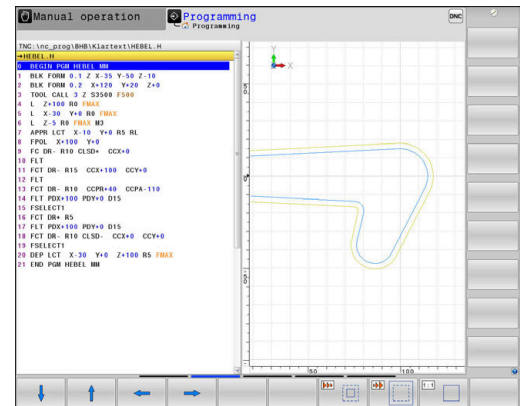 Manual operation
Programming
Programming
DNC
TNC:\nc_prog\BHB\Klartext\HEBEL.H
→HEBEL.H
0 BEGIN PGM HEBEL MM
1 BLK FORM 0.1 Z X-35 Y-50 Z-10
2 BLK FORM 0.2 X+120 Y+20 Z+0
3 TOOL CALL 3 Z S3500 F500
4 L Z+100 R0 FMAX
5 L X-30 Y+0 R0 FMAX
6 L Z-5 R0 FMAX M3
7 APPR LCT X-10 Y+0 R5 RL
8 FPOL X+100 Y+0
9 FC DR- R10 CLSD+ CCX+0
10 FLT
11 FCT DR- R15 CCX+100 CCY+0
12 FLT
13 FCT DR- R10 CCPR+40 CCPA-110
14 FLT PDX+100 PDY+0 D15
15 FSELECT1
16 FCT DR+ R5
17 FLT PDX+100 PDY+0 D15
18 FCT DR- R10 CLSD- CCX+0 CCY+0
19 FSELECT1
20 DEP LCT X-30 Y+0 Z+100 R5 FMAX
21 END PGM HEBEL MM
Y
X
50
100
1:1